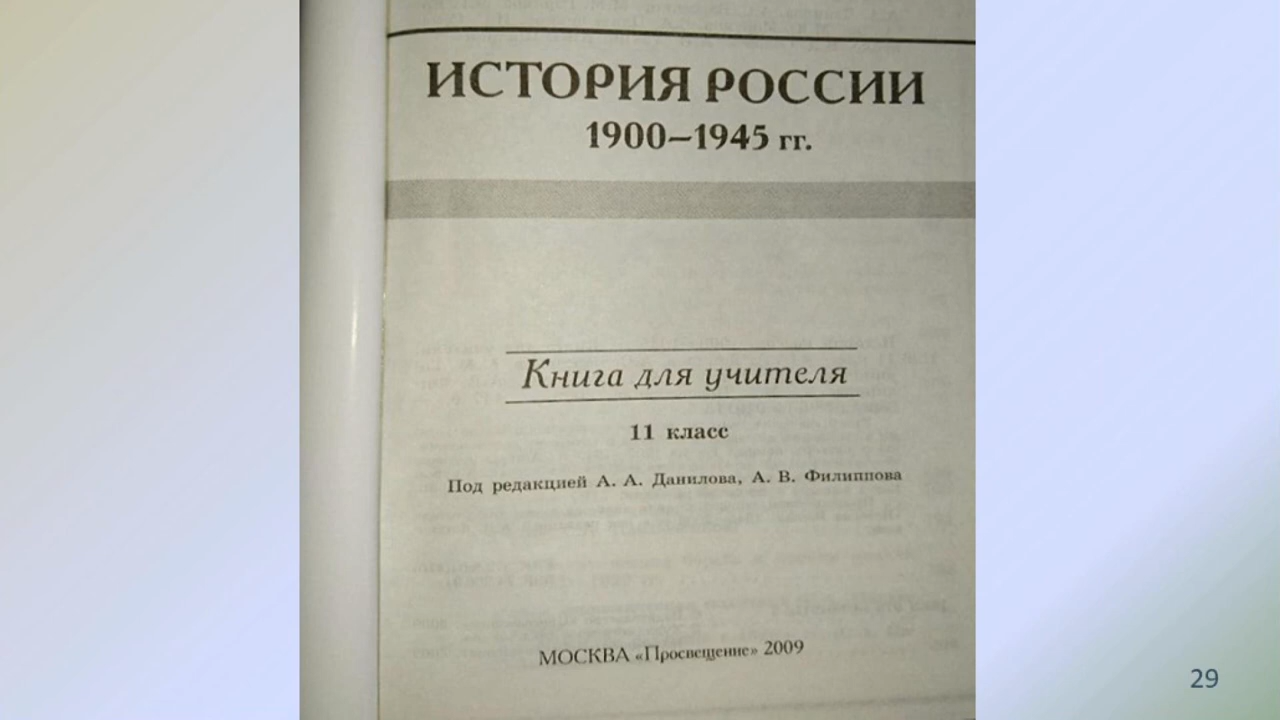 ИСТОРИЯ РОССИИ
1900–1945 гг.
Книга для учителя
11 класс
Под редакцией А. А. Данилова, А. В. Филиппова
МОСКВА «Просвещение» 2009
29